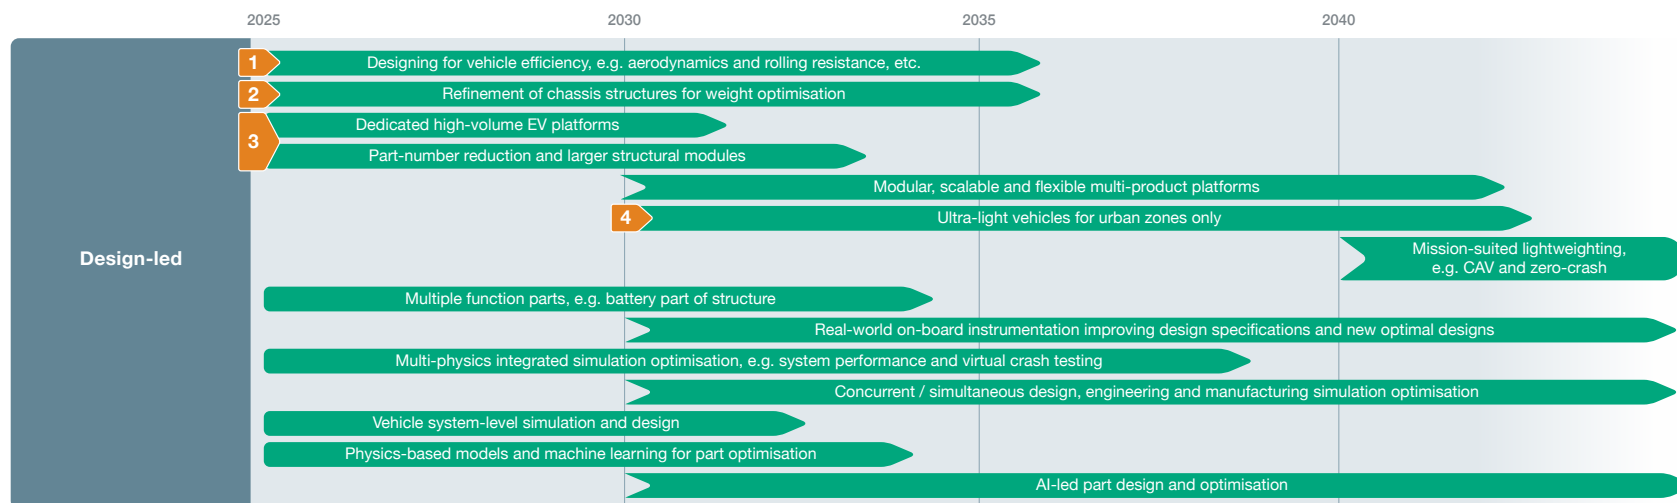 2025 2030 2035 2040
1 Designing for vehicle efficiency, e.g. aerodynamics and rolling resistance, etc.
2 Refinement of chassis structures for weight optimisation
3 Dedicated high-volume EV platforms
Part-number reduction and larger structural modules
Modular, scalable and flexible multi-product platforms
4 Ultra-light vehicles for urban zones only
Design-led
Mission-suited lightweighting,
e.g. CAV and zero-crash
Multiple function parts, e.g. battery part of structure
Real-world on-board instrumentation improving design specifications and new optimal designs
Multi-physics integrated simulation optimisation, e.g. system performance and virtual crash testing
Concurrent / simultaneous design, engineering and manufacturing simulation optimisation
Vehicle system-level simulation and design
Physics-based models and machine learning for part optimisation
AI-led part design and optimisation